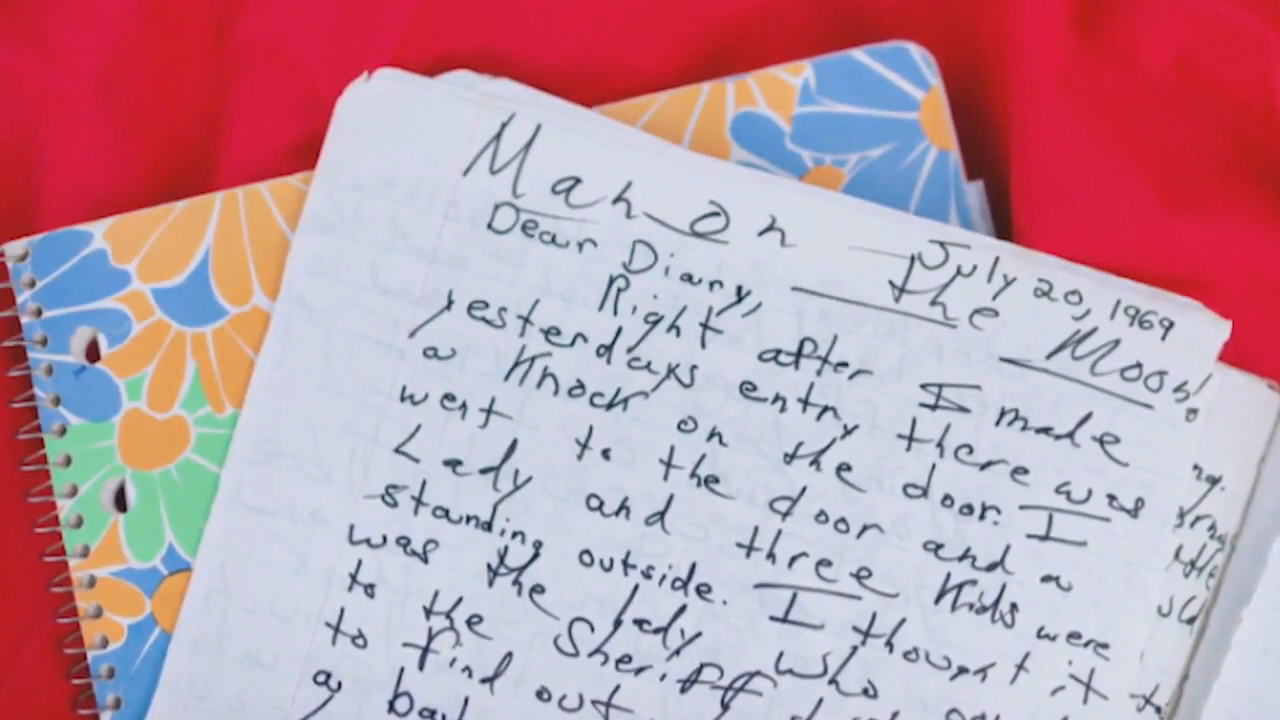 Man on the Moon!
July 20, 1969
Dear Diary,
Right after I made
yesterdays entry there was
a Knock on the door. I
went to the door and a
Lady and three Kids were
standing outside. I thought it
was the lady who
to the Sheriff
to find out
a